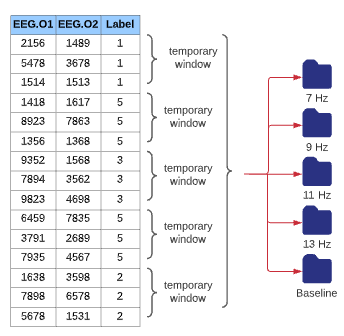 EEG.O1 EEG.O2 Label
2156 1489 1
5478 3678 1
1514 1513 1
1418 1617 5
8923 7863 5
1356 1368 5
9352 1568 3
7894 3562 3
9823 4698 3
6459 7835 5
3791 2689 5
7935 4567 5
1638 3598 2
7898 6578 2
5678 1531 2
temporary
window
temporary
window
temporary
window
temporary
window
temporary
window
7 Hz
9 Hz
11 Hz
13 Hz
Baseline